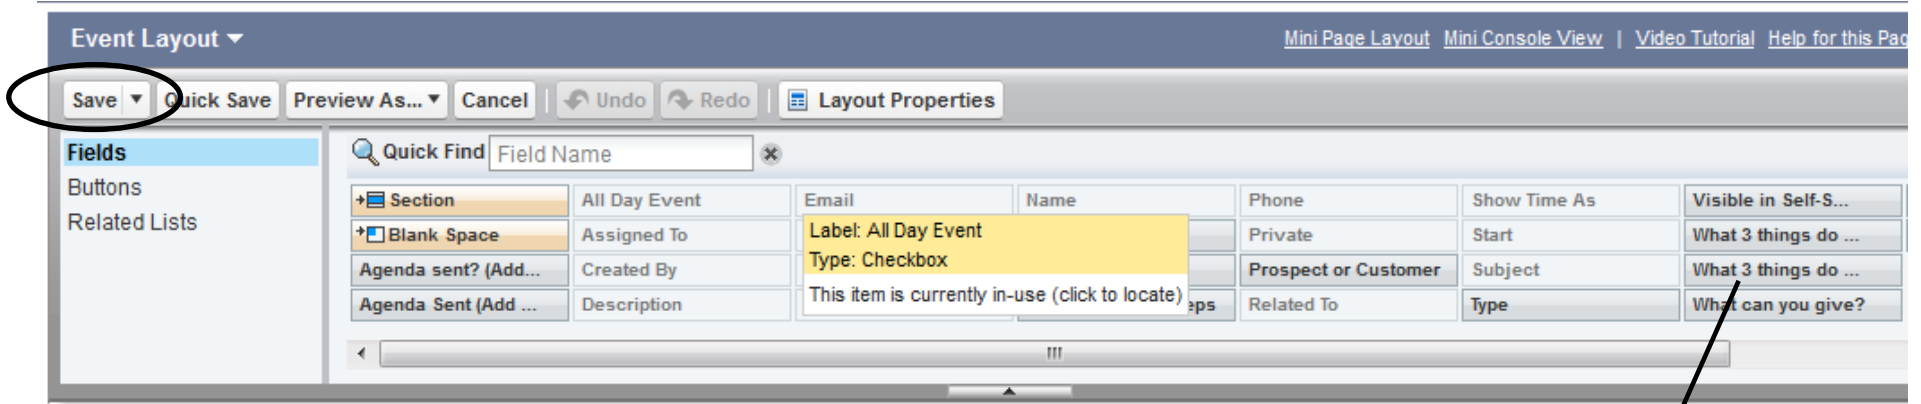 Event Layout
Mini Page Layout Mini Console View | Video Tutorial Help for this Pag
Save Quick Save Preview As... Cancel Undo Redo Layout Properties
Fields
Buttons
Related Lists
Quick Find Field Name
Section All Day Event Email Name Phone Show Time As Visible in Self-S...
Blank Space Assigned To Private Start What 3 things do ...
Agenda sent? (Add... Created By Prospect or Customer Subject What 3 things do ...
Agenda Sent (Add ... Description eps Related To Type What can you give?
Label: All Day Event
Type: Checkbox
This item is currently in-use (click to locate)